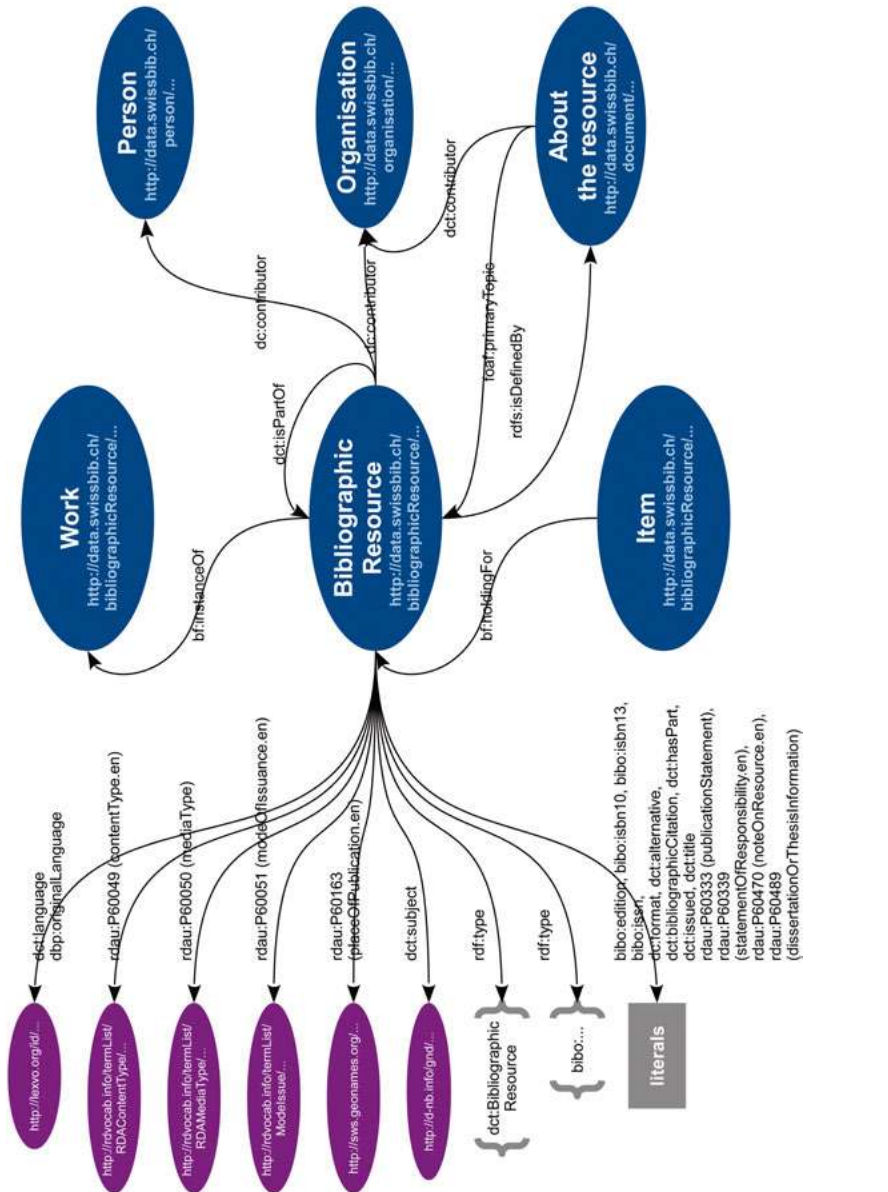 Person
http://data.swissbib.ch/
person/...
Organisation
http://data.swissbib.ch/
organisation/...
About
the resource
http://data.swissbib.ch/
document/...
dc:contributor
dc:contributor
dct:contributor
dct:isPartOf
foaf:primaryTopic
rdfs:isDefinedBy
Work
http://data.swissbib.ch/
bibliographicResource/...
Bibliographic
Resource
http://data.swissbib.ch/
bibliographicResource/...
Item
http://data.swissbib.ch/
bibliographicResource/...
bf:instanceOf
bf:holdingFor
dct:language
dbp:originalLanguage
rdau:P60049 (contentType.en)
rdau:P60050 (mediaType)
rdau:P60051 (modeOfIssuance.en)
rdau:P60163
(placeOfPublication.en)
dct:subject
rdf:type
rdf:type
bibo:edition, bibo:isbn10, bibo:isbn13,
bibo:issn,
dc:format, dct:alternative,
dct:bibliographicCitation, dct:hasPart,
dct:issued, dct:title
rdau:P60333 (publicationStatement),
rdau:P60339
(statementOfResponsibility.en),
rdau:P60470 (noteOnResource.en),
rdau:P60489
(dissertationOrThesisInformation)
http://lexvo.org/id/...
http://rdvocab.info/termList/
RDAContentType/...
http://rdvocab.info/termList/
RDAMediaType/...
http://rdvocab.info/termList/
ModeIssue/...
http://sws.geonames.org/...
http://d-nb.info/gnd/...
{dct:Bibliographic
Resource}
{bibo:...}
literals